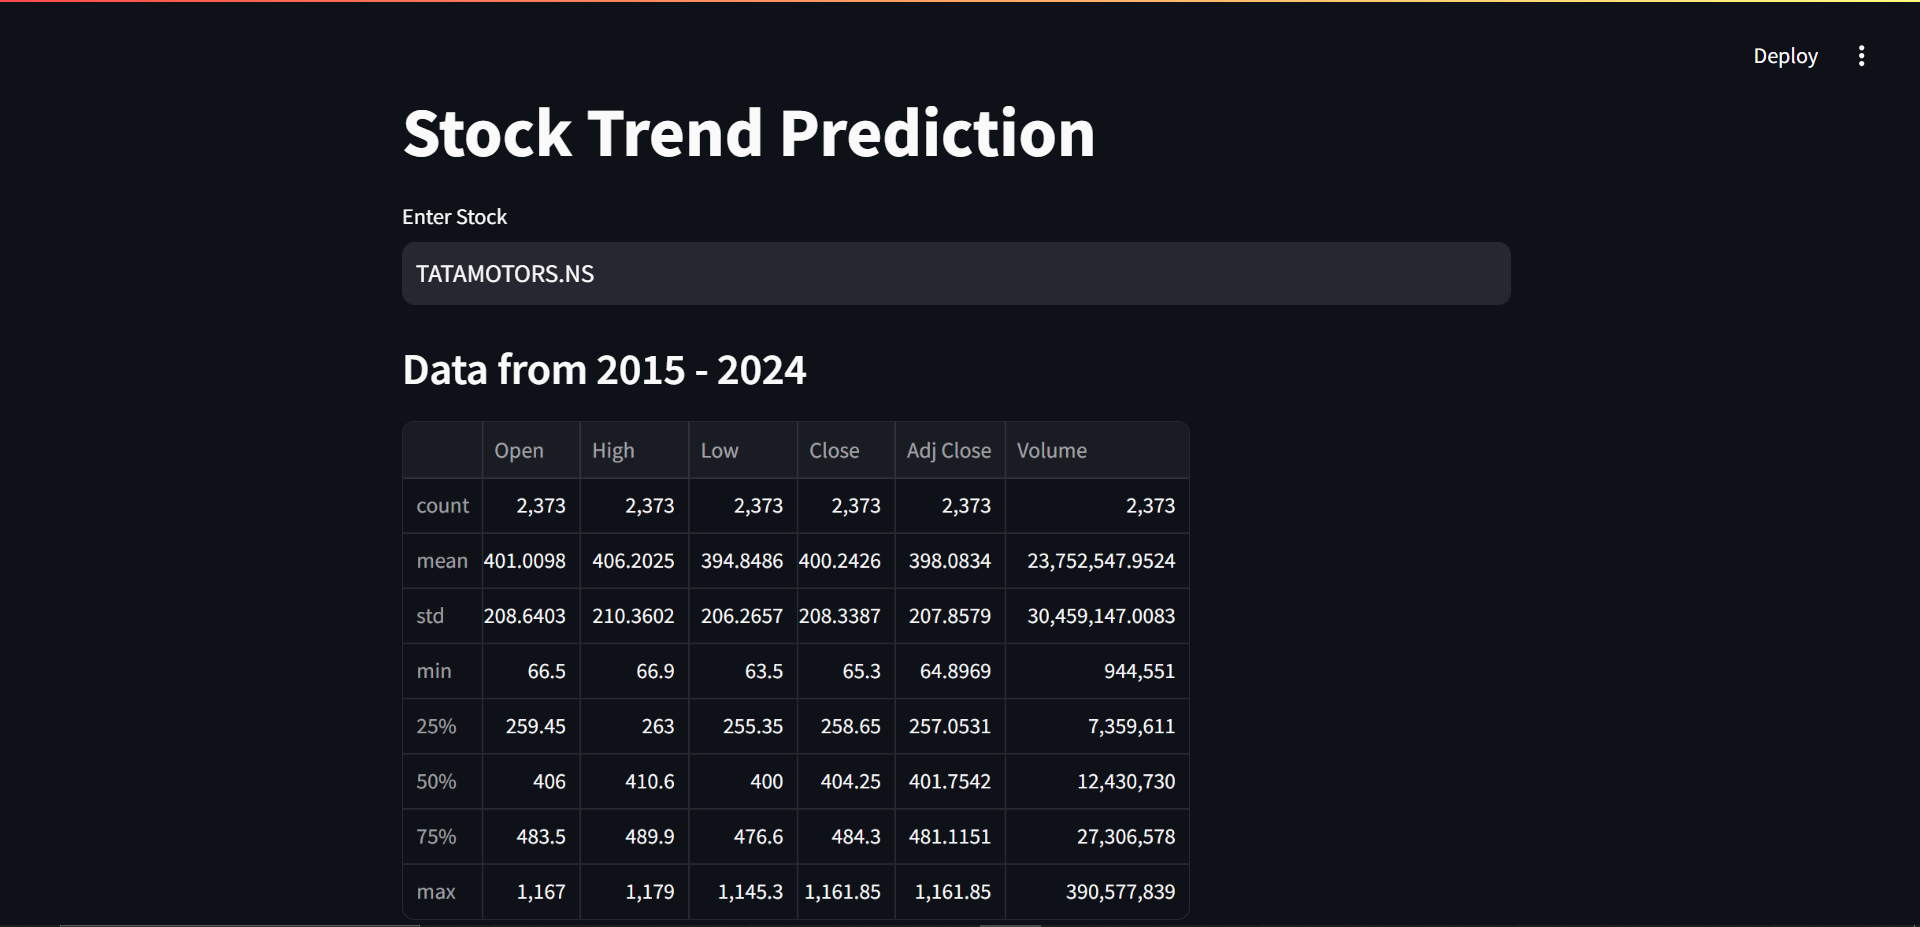 Deploy
Stock Trend Prediction
Enter Stock
TATAMOTORS.NS
Data from 2015 - 2024
Open High Low Close Adj Close Volume
count 2,373 2,373 2,373 2,373 2,373 2,373
mean 401.0098 406.2025 394.8486 400.2426 398.0834 23,752,547.9524
std 208.6403 210.3602 206.2657 208.3387 207.8579 30,459,147.0083
min 66.5 66.9 63.5 65.3 64.8969 944,551
25% 259.45 263 255.35 258.65 257.0531 7,359,611
50% 406 410.6 400 404.25 401.7542 12,430,730
75% 483.5 489.9 476.6 484.3 481.1151 27,306,578
max 1,167 1,179 1,145.3 1,161.85 1,161.85 390,577,839